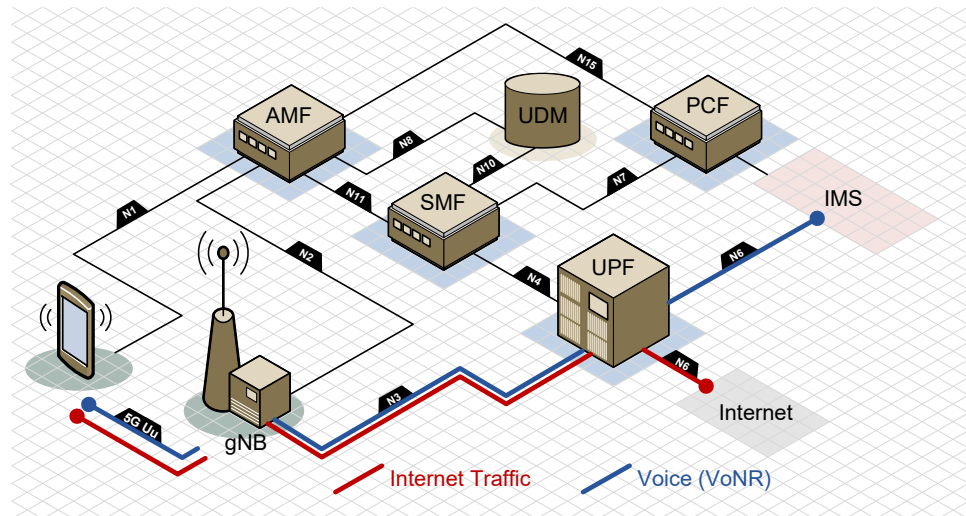 N15
AMF
UDM
PCF
N8
N10
N7
IMS
N1
N11
SMF
N2
N4
UPF
N6
N6
N3
Internet
5G Uu
gNB
Internet Traffic
Voice (VoNR)